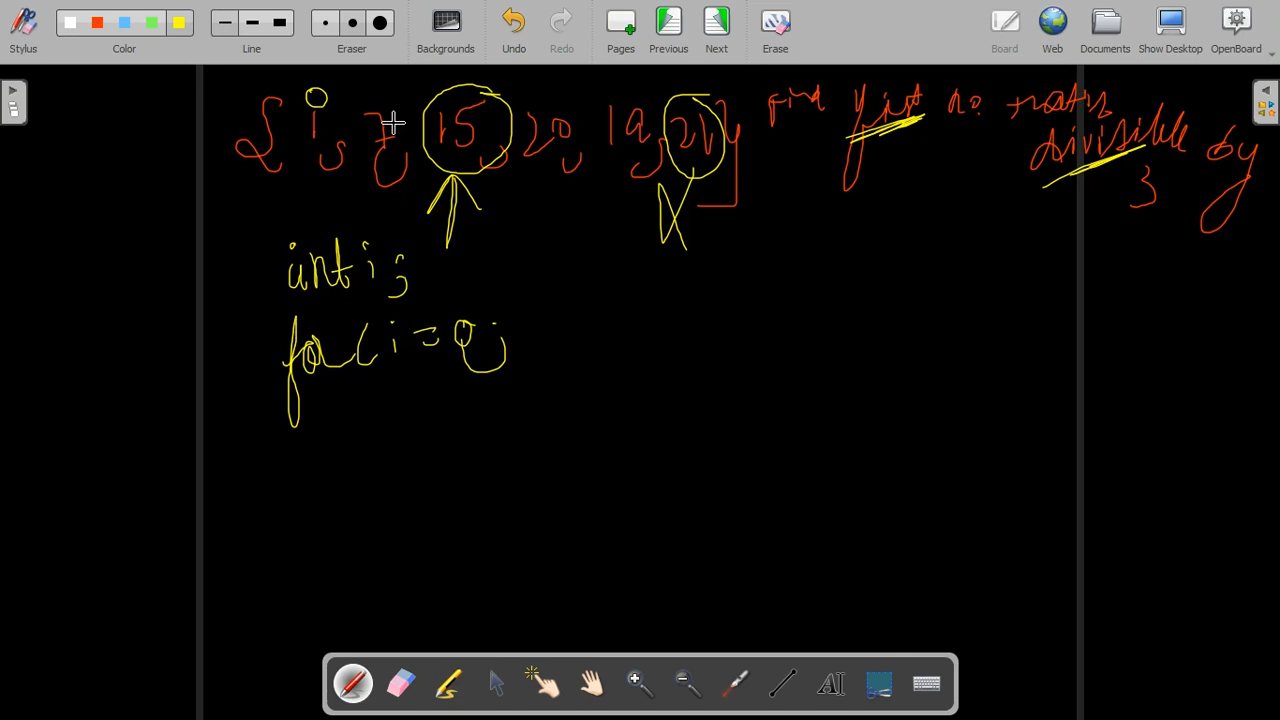 Stylus Color Line Eraser Backgrounds Undo Redo Pages Previous Next Erase Board Web Documents Show Desktop OpenBoard
{ 1, 7, 15, 20, 19, 21 } Find first no. that is
divisible by
3
int i;
for(i=0;